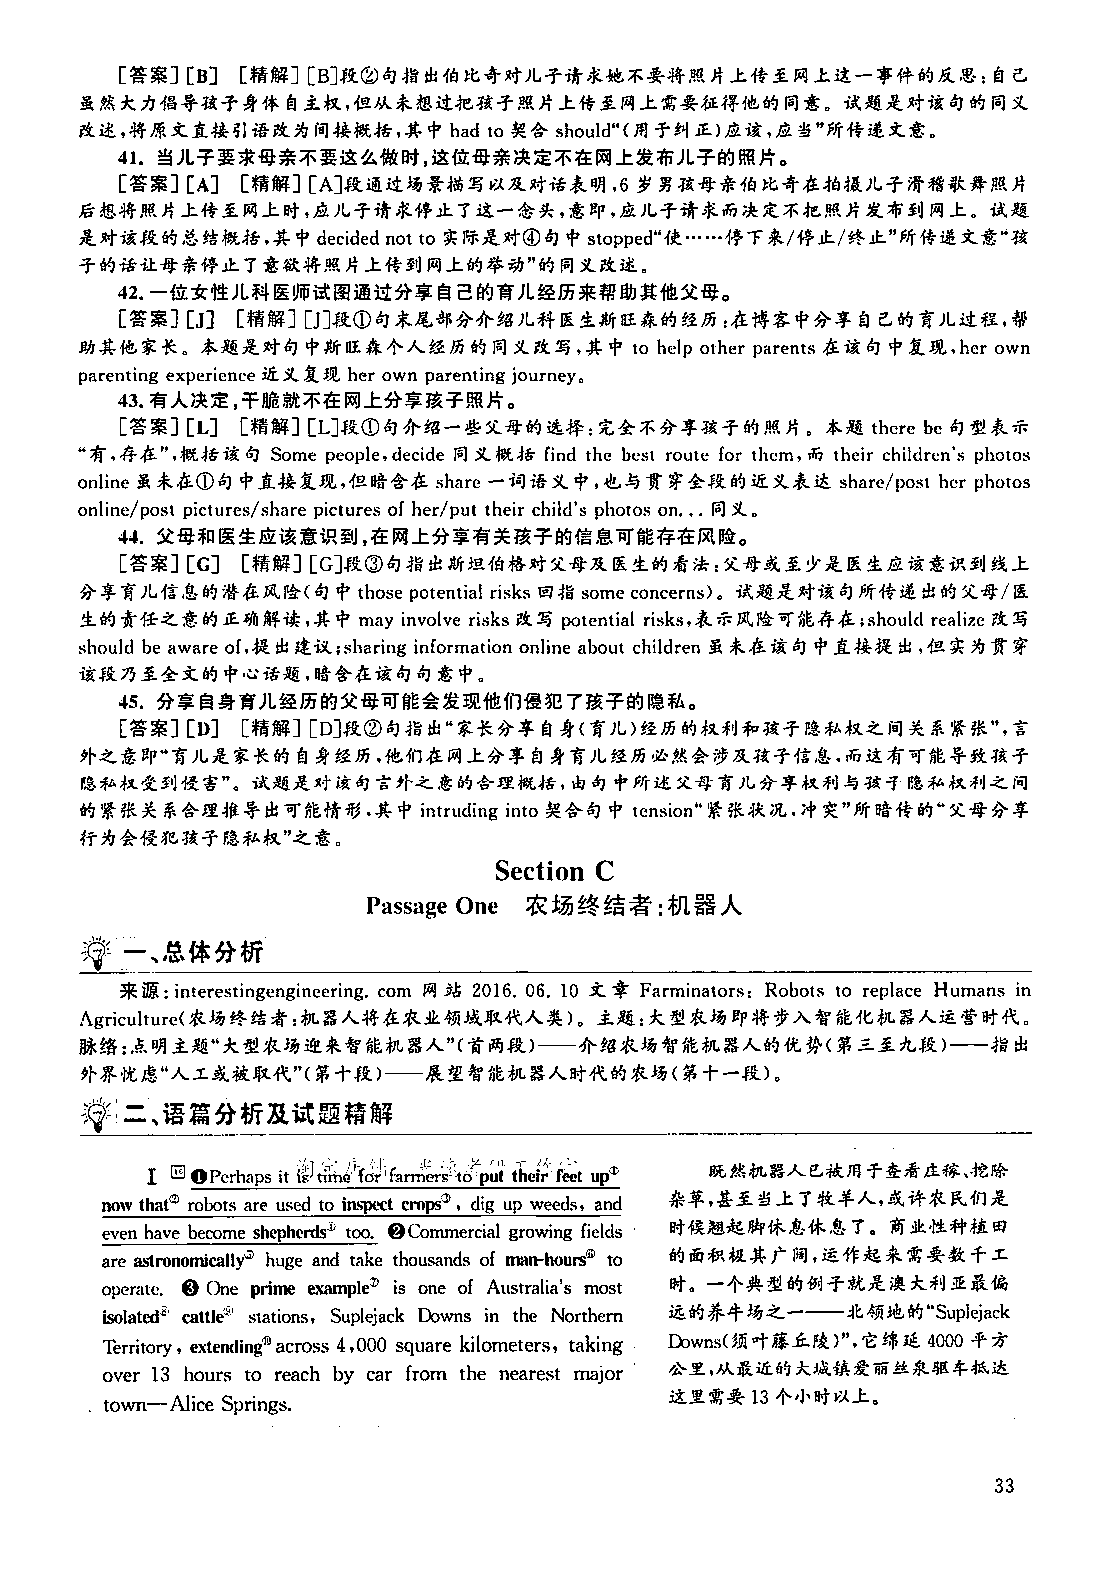 [答案][B] [精解][B]段②句指出伯比奇对儿子请求她不要将照片上传至网上这一事件的反思:自己
虽然大力倡导孩子身体自主权,但从未想过把孩子照片上传至网上需要征得他的同意。试题是对该句的同义
改述,将原文直接引语改为间接概括,其中 had to 契合 should“(用于纠正)应该,应当”所传递文意。
41. 当儿子要求母亲不要这么做时,这位母亲决定不在网上发布儿子的照片。
[答案][A] [精解][A]段通过场景描写以及对话表明,6 岁男孩母亲伯比奇在拍摄儿子滑稽歌舞照片
后想将照片上传至网上时,应儿子请求停止了这一念头,意即,应儿子请求而决定不把照片发布到网上。试题
是对该段的总结概括,其中 decided not to 实际是对④句中 stopped“使……停下来/停止/终止”所传递文意“孩
子的话让母亲停止了意欲将照片上传到网上的举动”的同义改述。
42. 一位女性儿科医师试图通过分享自己的育儿经历来帮助其他父母。
[答案][J] [精解][J]段①句末尾部分介绍儿科医生斯旺森的经历:在博客中分享自己的育儿过程,帮
助其他家长。本题是对句中斯旺森个人经历的同义改写,其中 to help other parents 在该句中复现,her own
parenting experience 近义复现 her own parenting journey。
43. 有人决定,干脆就不在网上分享孩子照片。
[答案][L] [精解][L]段①句介绍一些父母的选择:完全不分享孩子的照片。本题 there be 句型表示
“有,存在”,概括该句 Some people,decide 同义概括 find the best route for them,而 their children's photos
online 虽未在①句中直接复现,但暗含在 share 一词语义中,也与贯穿全段的近义表达 share/post her photos
online/post pictures/share pictures of her/put their child's photos on... 同义。
44. 父母和医生应该意识到,在网上分享有关孩子的信息可能存在风险。
[答案][G] [精解][G]段③句指出斯坦伯格对父母及医生的看法:父母或至少是医生应该意识到线上
分享育儿信息的潜在风险(句中 those potential risks 回指 some concerns)。试题是对该句所传递出的父母/医
生的责任之意的正确解读,其中 may involve risks 改写 potential risks,表示风险可能存在;should realize 改写
should be aware of,提出建议;sharing information online about children 虽未在该句中直接提出,但实为贯穿
该段乃至全文的中心话题,暗含在该句句意中。
45. 分享自身育儿经历的父母可能会发现他们侵犯了孩子的隐私。
[答案][D] [精解][D]段②句指出“家长分享自身(育儿)经历的权利和孩子隐私权之间关系紧张”,言
外之意即“育儿是家长的自身经历,他们在网上分享自身育儿经历必然会涉及孩子信息,而这有可能导致孩子
隐私权受到侵害”。试题是对该句言外之意的合理概括,由句中所述父母育儿分享权利与孩子隐私权利之间
的紧张关系合理推导出可能情形,其中 intruding into 契合句中 tension“紧张状况,冲突”所暗传的“父母分享
行为会侵犯孩子隐私权”之意。
Section C
Passage One 农场终结者:机器人
一、总体分析
来源:interestingengineering. com 网站 2016. 06. 10 文章 Farminators: Robots to replace Humans in
Agriculture(农场终结者:机器人将在农业领域取代人类)。主题:大型农场即将步入智能化机器人运营时代。
脉络:点明主题“大型农场迎来智能机器人”(首两段)——介绍农场智能机器人的优势(第三至九段)——指出
外界忧虑“人工或被取代”(第十段)——展望智能机器人时代的农场(第十一段)。
二、语篇分析及试题精解
I ❶Perhaps it is time for farmers to put their feet up①
now that② robots are used to inspect crops③, dig up weeds, and
even have become shepherds④ too. ❷Commercial growing fields
are astronomically⑤ huge and take thousands of man-hours⑥ to
operate. ❸ One prime example⑦ is one of Australia's most
isolated⑧ cattle⑨ stations, Suplejack Downs in the Northern
Territory, extending⑩ across 4,000 square kilometers, taking
over 13 hours to reach by car from the nearest major
town—Alice Springs.
既然机器人已被用于查看庄稼、挖除
杂草,甚至当上了牧羊人,或许农民们是
时候翘起脚休息休息了。商业性种植田
的面积极其广阔,运作起来需要数千工
时。一个典型的例子就是澳大利亚最偏
远的养牛场之一——北领地的“Suplejack
Downs(须叶藤丘陵)”,它绵延 4000 平方
公里,从最近的大城镇爱丽丝泉驱车抵达
这里需要 13 个小时以上。
33